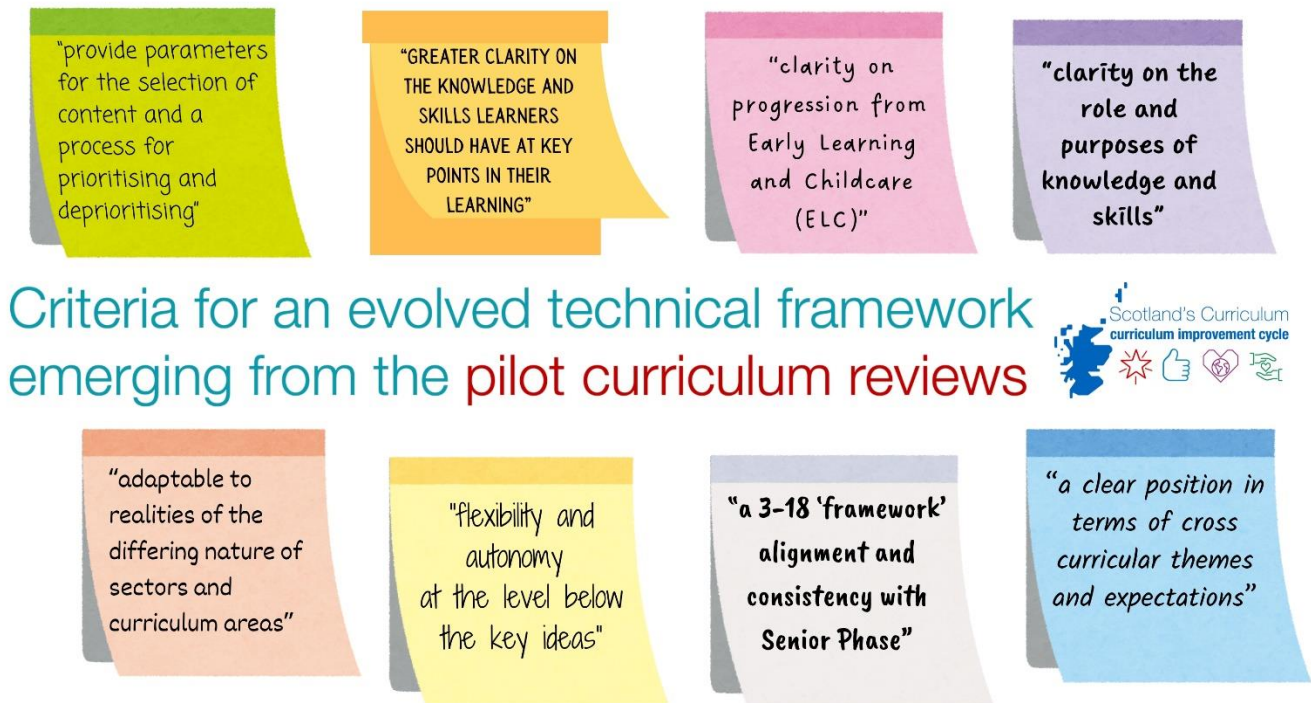 "provide parameters
for the selection of
content and a
process for
prioritising and
deprioritising"
“GREATER CLARITY ON
THE KNOWLEDGE AND
SKILLS LEARNERS
SHOULD HAVE AT KEY
POINTS IN THEIR
LEARNING”
“clarity on
progression from
Early Learning
and Childcare
(ELC)”
“clarity on the
role and
purposes of
knowledge and
skills”
Criteria for an evolved technical framework
emerging from the pilot curriculum reviews
Scotland's Curriculum
curriculum improvement cycle
“adaptable to
realities of the
differing nature of
sectors and
curriculum areas”
"flexibility and
autonomy
at the level below
the key ideas"
“a 3-18 ‘framework’
alignment and
consistency with
Senior Phase”
“a clear position in
terms of cross
curricular themes
and expectations”